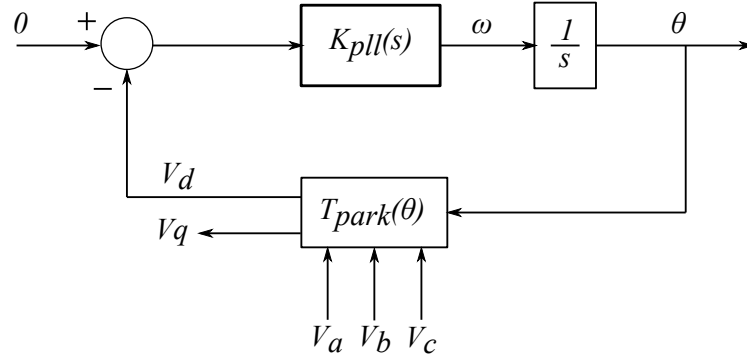 0 + K_pll(s) ω 1/s θ
−
V_d
T_park(θ)
V_q
V_a V_b V_c